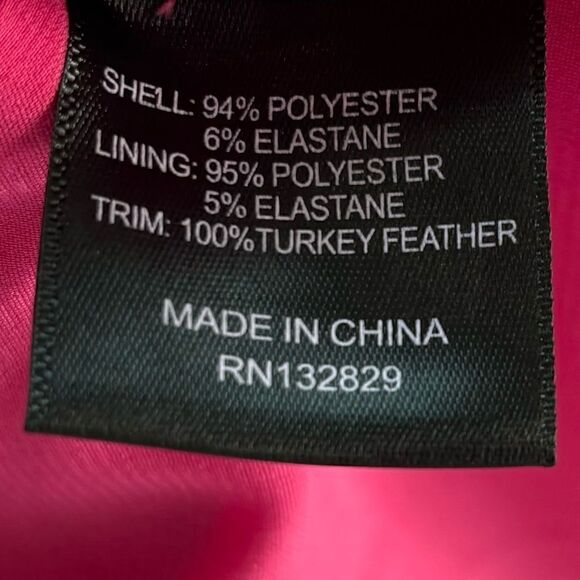 SHELL: 94% POLYESTER
6% ELASTANE
LINING: 95% POLYESTER
5% ELASTANE
TRIM: 100% TURKEY FEATHER
MADE IN CHINA
RN132829